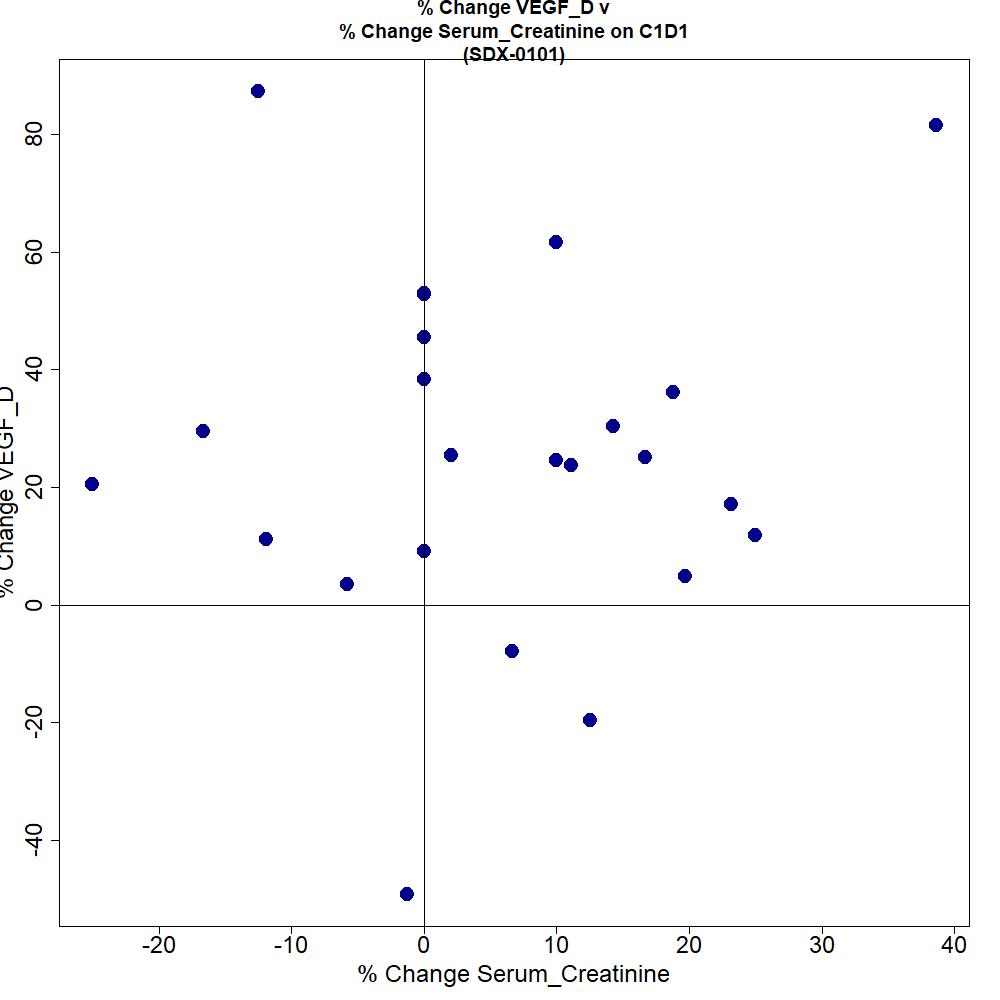 % Change VEGF_D v
% Change Serum_Creatinine on C1D1
(SDX-0101)
% Change VEGF_D
80
60
40
20
0
-20
-40
-20
-10
0
10
20
30
40
% Change Serum_Creatinine